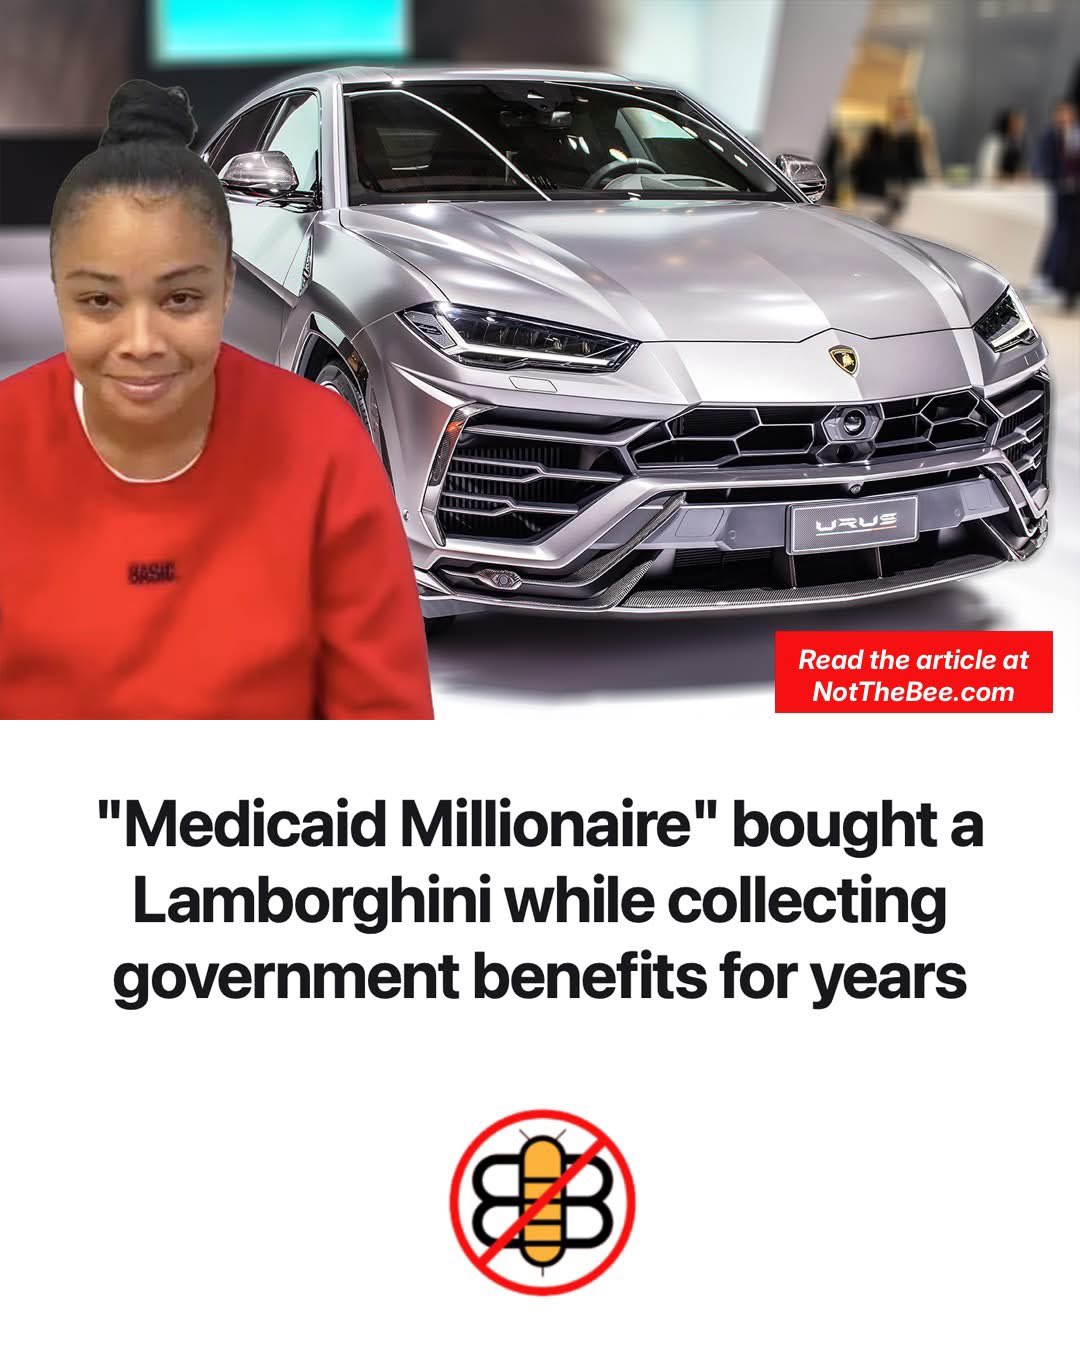 BASIC
URUS
Read the article at
NotTheBee.com
"Medicaid Millionaire" bought a
Lamborghini while collecting
government benefits for years